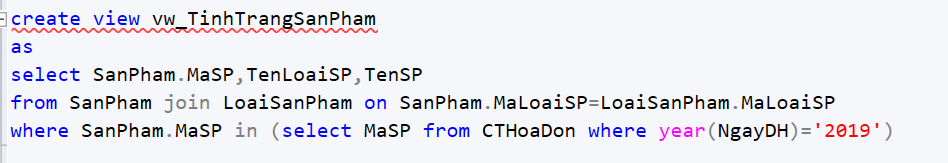 create view vw_TinhTrangSanPham
as
select SanPham.MaSP,TenLoaiSP,TenSP
from SanPham join LoaiSanPham on SanPham.MaLoaiSP=LoaiSanPham.MaLoaiSP
where SanPham.MaSP in (select MaSP from CTHoaDon where year(NgayDH)='2019')